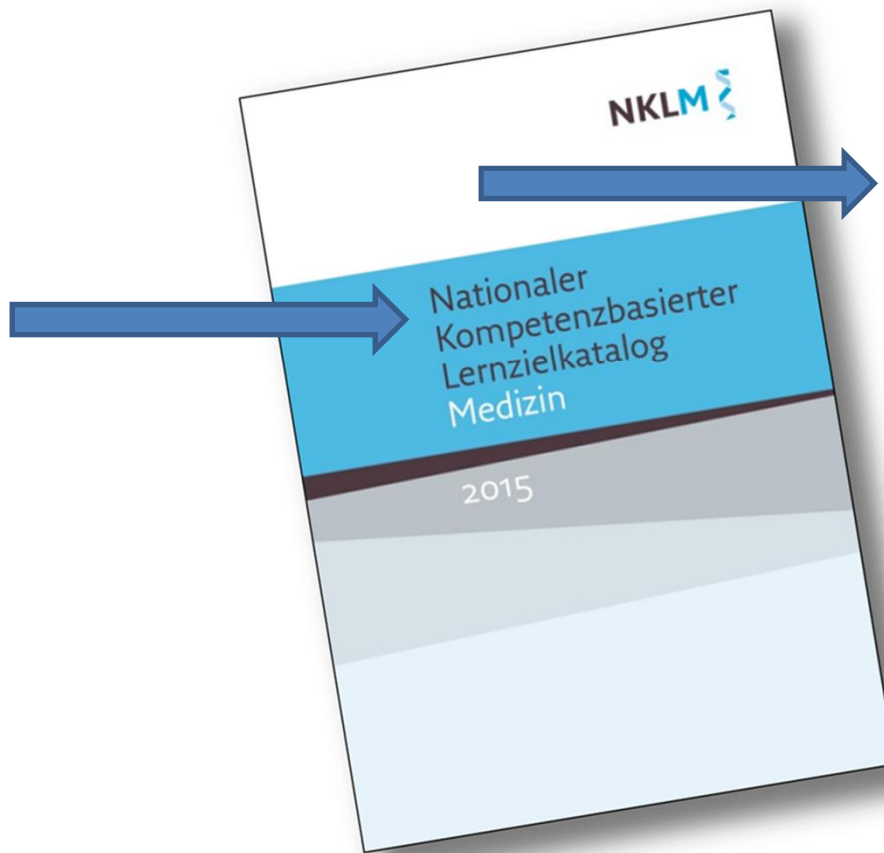 NKLM
Nationaler
Kompetenzbasierter
Lernzielkatalog
Medizin
2015